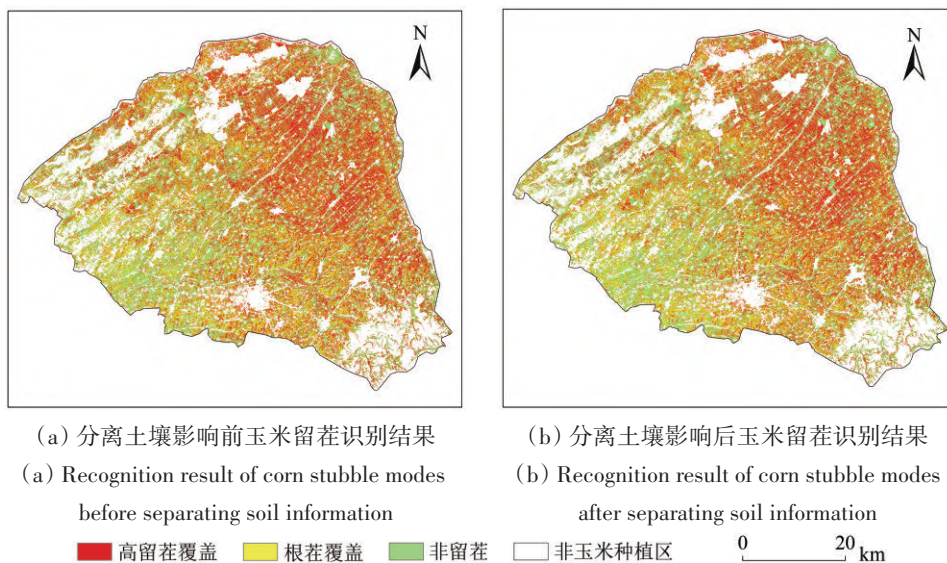 N
N
(a)分离土壤影响前玉米留茬识别结果
(a) Recognition result of corn stubble modes
before separating soil information
(b)分离土壤影响后玉米留茬识别结果
(b) Recognition result of corn stubble modes
after separating soil information
高留茬覆盖 根茬覆盖 非留茬 非玉米种植区 0 20 km